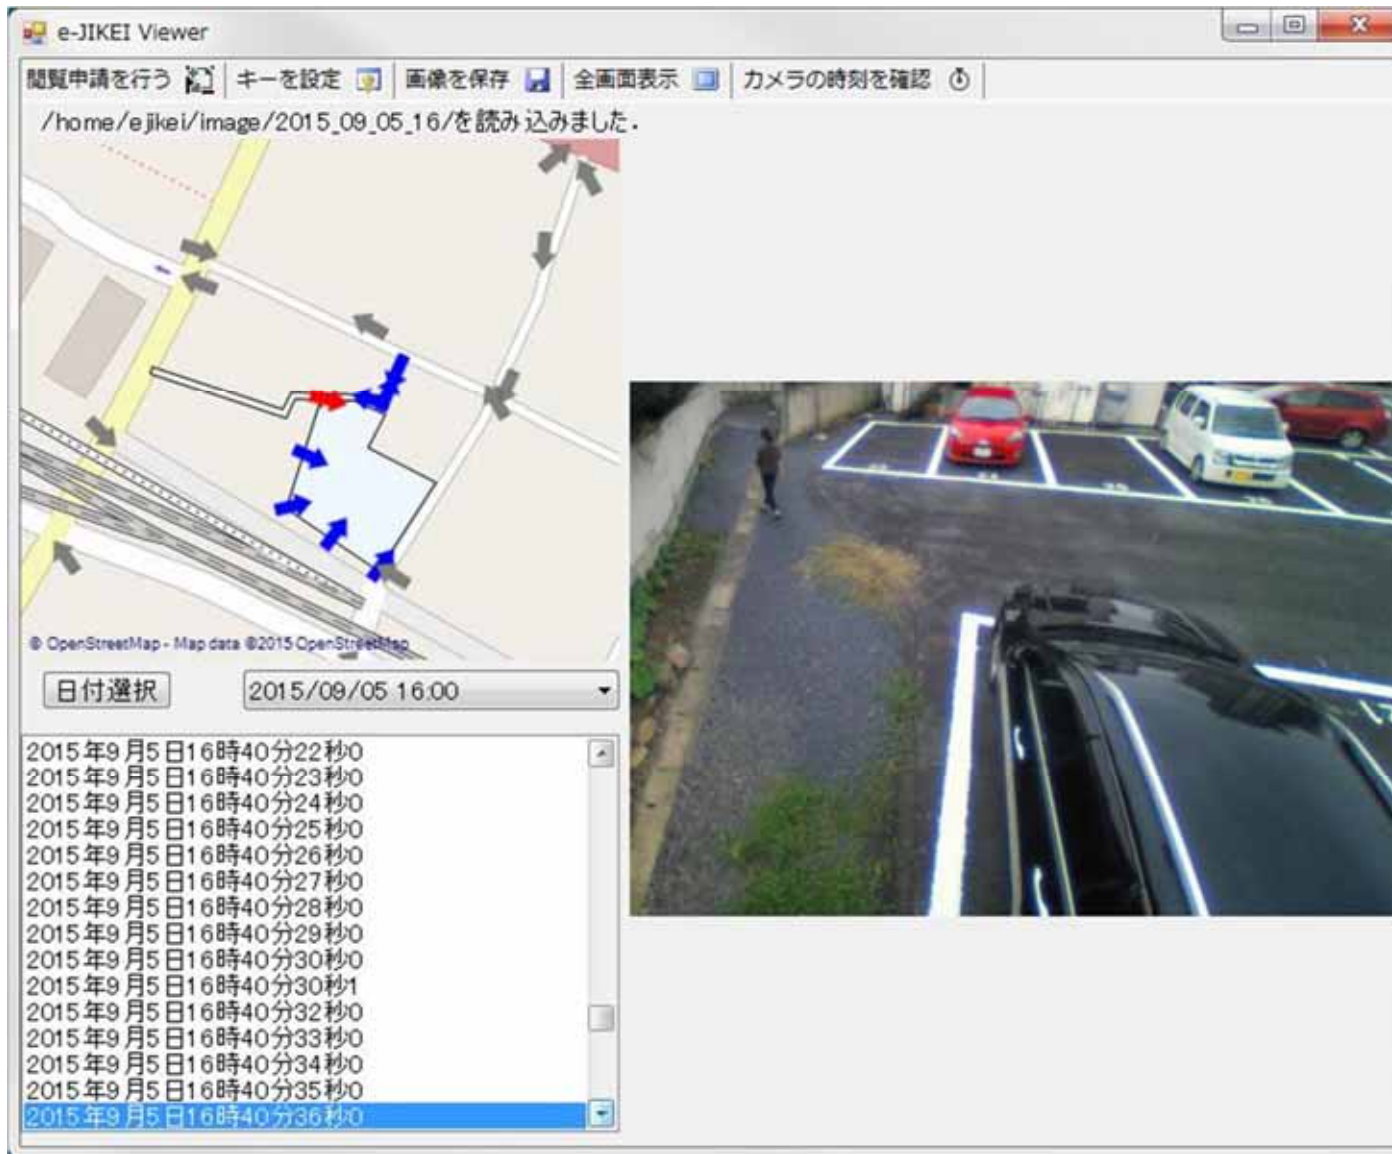 e-JIKEI Viewer
閲覧申請を行う キーを設定 画像を保存 全画面表示 カメラの時刻を確認
/home/ejikei/image/2015_09_05_16/を読み込みました.
© OpenStreetMap - Map data ©2015 OpenStreetMap
日付選択 2015/09/05 16:00
2015年9月5日16時40分22秒0
2015年9月5日16時40分23秒0
2015年9月5日16時40分24秒0
2015年9月5日16時40分25秒0
2015年9月5日16時40分26秒0
2015年9月5日16時40分27秒0
2015年9月5日16時40分28秒0
2015年9月5日16時40分29秒0
2015年9月5日16時40分30秒0
2015年9月5日16時40分30秒1
2015年9月5日16時40分32秒0
2015年9月5日16時40分33秒0
2015年9月5日16時40分34秒0
2015年9月5日16時40分35秒0
2015年9月5日16時40分36秒0